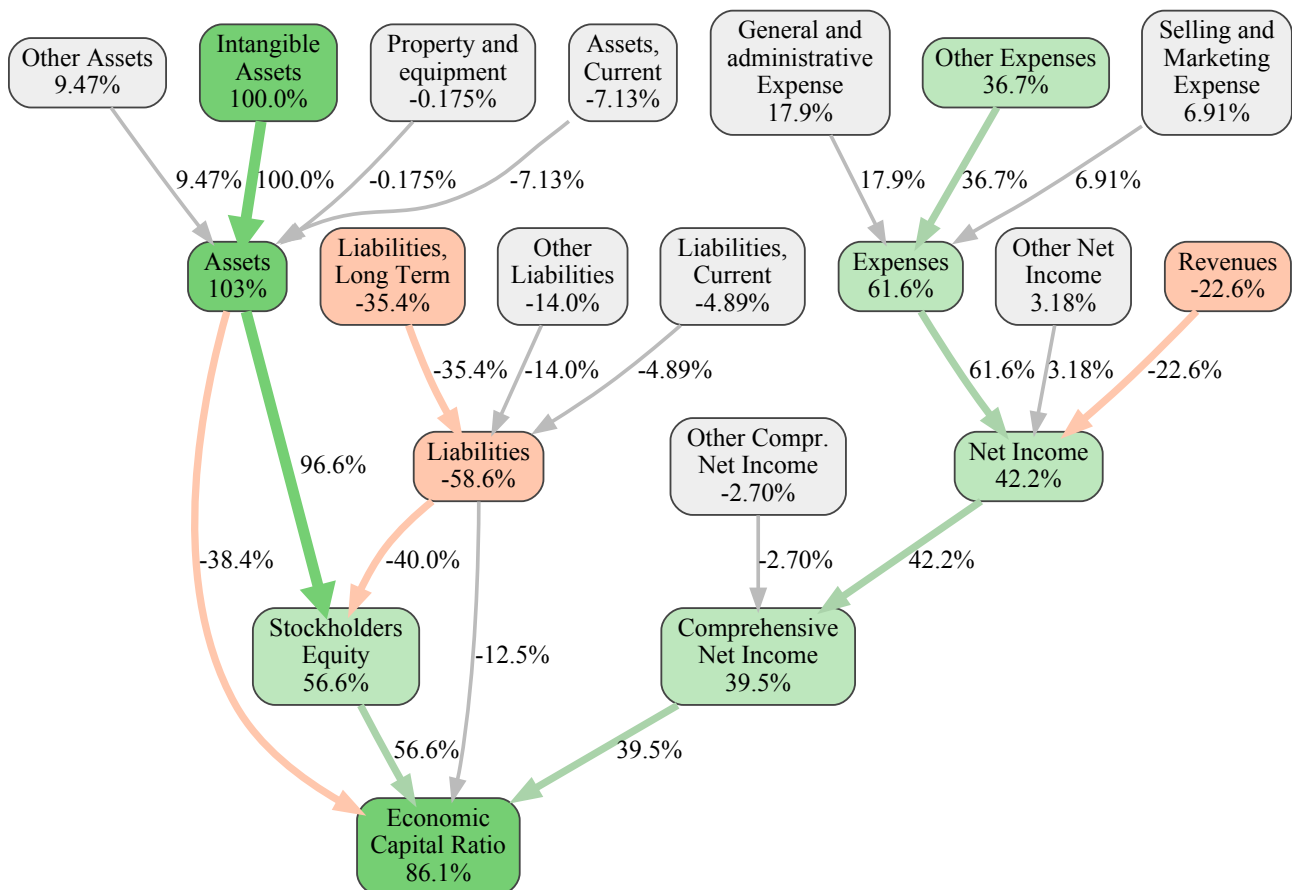 Other Assets
9.47%
Intangible
Assets
100.0%
Property and
equipment
-0.175%
Assets,
Current
-7.13%
General and
administrative
Expense
17.9%
Other Expenses
36.7%
Selling and
Marketing
Expense
6.91%
9.47%
100.0%
-0.175%
-7.13%
17.9%
36.7%
6.91%
Assets
103%
Liabilities,
Long Term
-35.4%
Other
Liabilities
-14.0%
Liabilities,
Current
-4.89%
Expenses
61.6%
Other Net
Income
3.18%
Revenues
-22.6%
-35.4%
-14.0%
-4.89%
61.6%
3.18%
-22.6%
96.6%
Liabilities
-58.6%
Other Compr.
Net Income
-2.70%
Net Income
42.2%
-38.4%
-40.0%
-2.70%
42.2%
Stockholders
Equity
56.6%
-12.5%
Comprehensive
Net Income
39.5%
56.6%
39.5%
Economic
Capital Ratio
86.1%